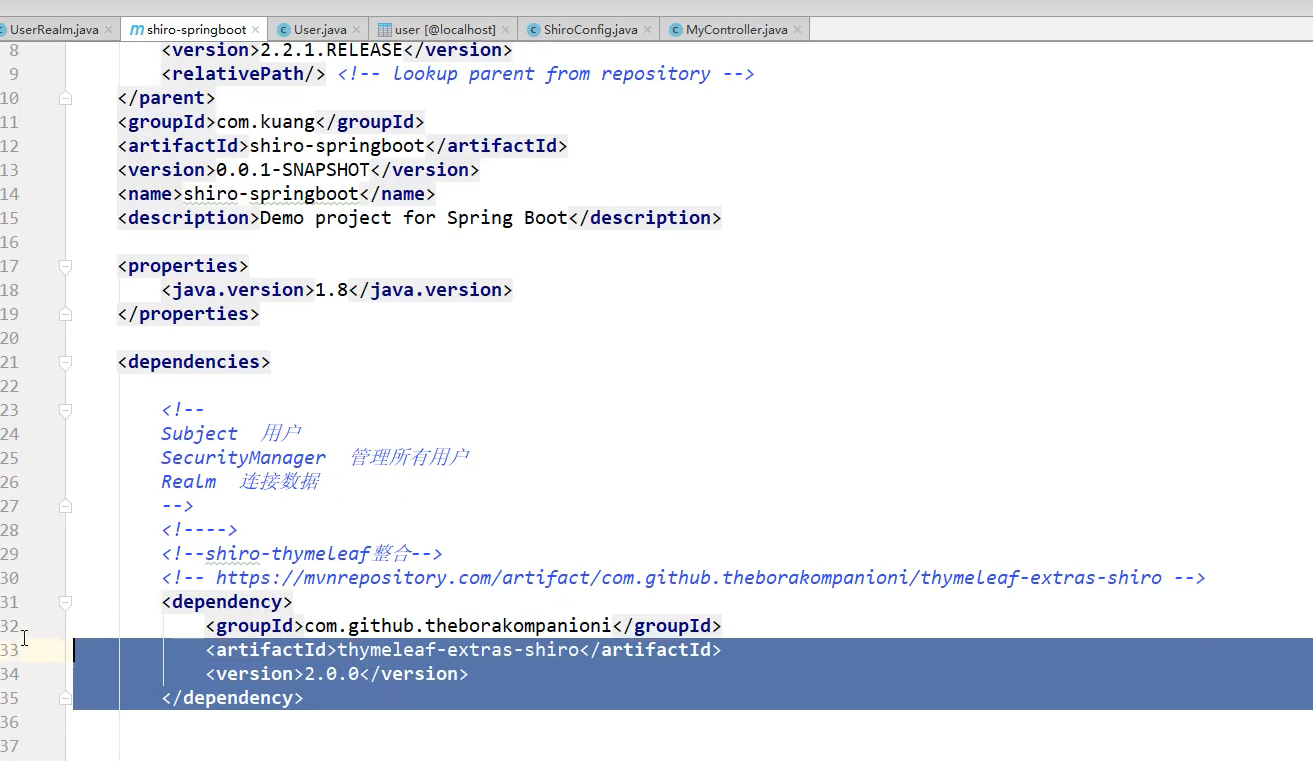 UserRealm.java
shiro-springboot
User.java
user [@localhost]
ShiroConfig.java
MyController.java
8 <version>2.2.1.RELEASE</version>
9 <relativePath/> <!-- lookup parent from repository -->
10 </parent>
11 <groupId>com.kuang</groupId>
12 <artifactId>shiro-springboot</artifactId>
13 <version>0.0.1-SNAPSHOT</version>
14 <name>shiro-springboot</name>
15 <description>Demo project for Spring Boot</description>
16
17 <properties>
18 <java.version>1.8</java.version>
19 </properties>
20
21 <dependencies>
22
23 <!--
24 Subject 用户
25 SecurityManager 管理所有用户
26 Realm 连接数据
27 -->
28 <!---->
29 <!--shiro-thymeleaf整合-->
30 <!-- https://mvnrepository.com/artifact/com.github.theborakompanioni/thymeleaf-extras-shiro -->
31 <dependency>
32 <groupId>com.github.theborakompanioni</groupId>
33 <artifactId>thymeleaf-extras-shiro</artifactId>
34 <version>2.0.0</version>
35 </dependency>
36
37